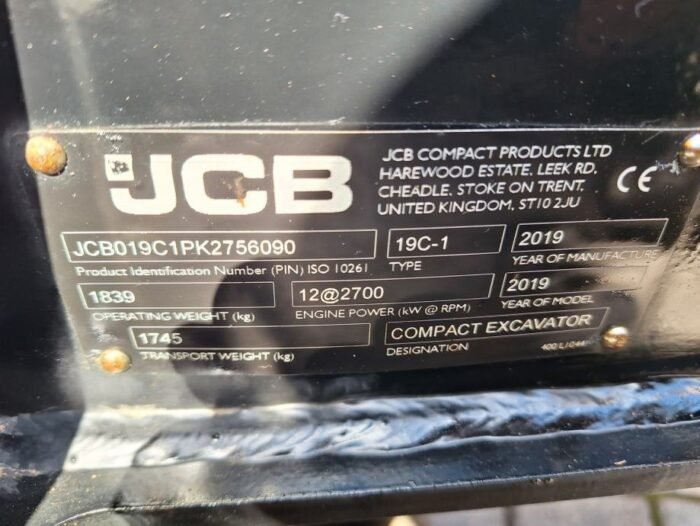 JCB
JCB COMPACT PRODUCTS LTD
HAREWOOD ESTATE, LEEK RD,
CHEADLE, STOKE ON TRENT,
UNITED KINGDOM, ST10 2JU
CE
JCB019C1PK2756090
Product Identification Number (PIN) ISO 10261
19C-1
TYPE
2019
YEAR OF MANUFACTURE
1839
OPERATING WEIGHT (kg)
12@2700
ENGINE POWER (kW @ RPM)
2019
YEAR OF MODEL
1745
TRANSPORT WEIGHT (kg)
COMPACT EXCAVATOR
DESIGNATION